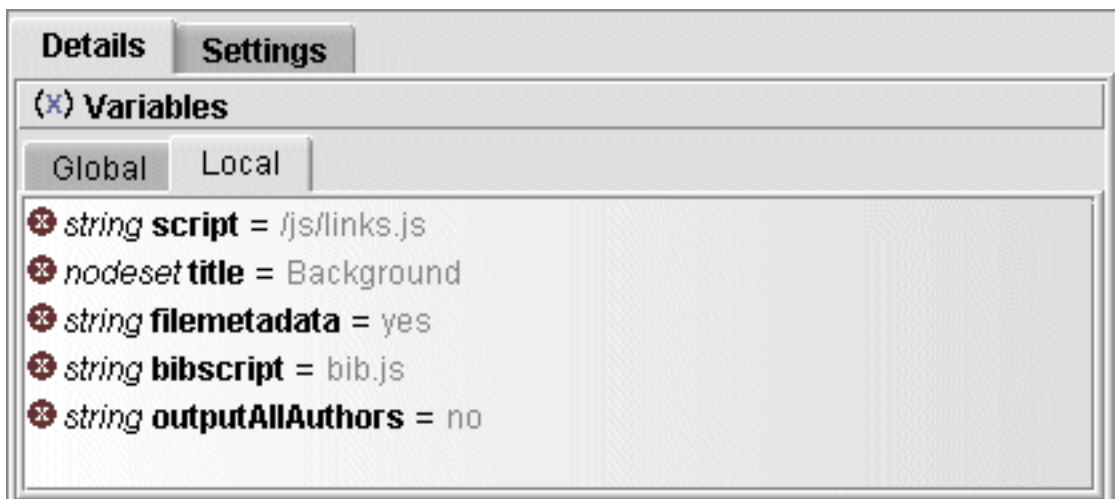 Details Settings
(x) Variables
Global Local
string script = /js/links.js
nodeset title = Background
string filemetadata = yes
string bibscript = bib.js
string outputAllAuthors = no